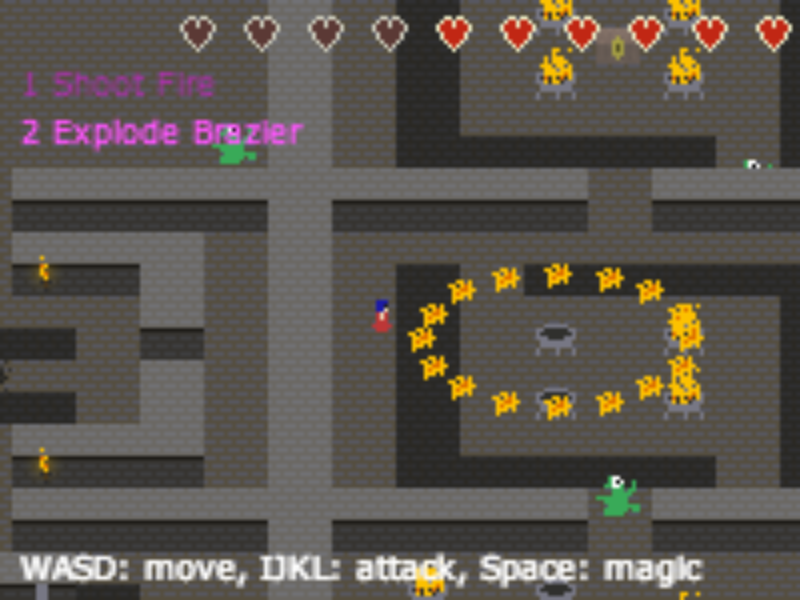 1 Shoot Fire
2 Explode Brazier
WASD: move, IJKL: attack, Space: magic